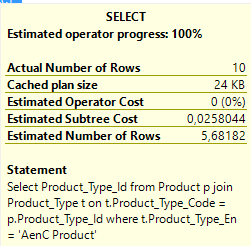 SELECT
Estimated operator progress: 100%
Actual Number of Rows 10
Cached plan size 24 KB
Estimated Operator Cost 0 (0%)
Estimated Subtree Cost 0,0258044
Estimated Number of Rows 5,68182
Statement
Select Product_Type_Id from Product p join
Product_Type t on t.Product_Type_Code =
p.Product_Type_Id where t.Product_Type_En
= 'AenC Product'